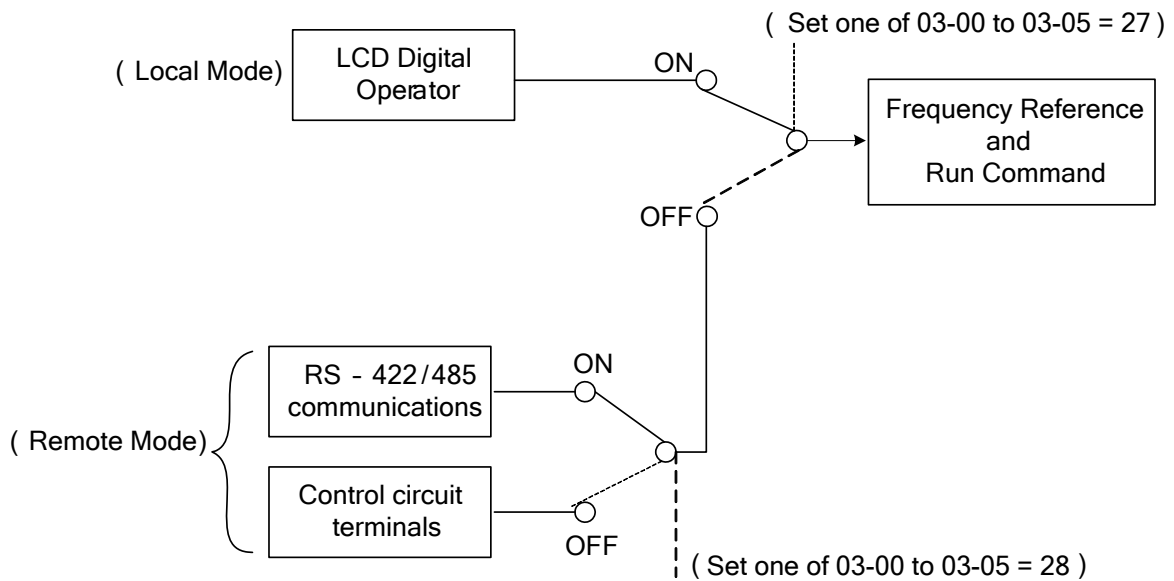 ( Set one of 03-00 to 03-05 = 27 )
( Local Mode)
LCD Digital
Operator
ON
Frequency Reference
and
Run Command
OFF
( Remote Mode)
RS - 422/485
communications
ON
Control circuit
terminals
OFF
( Set one of 03-00 to 03-05 = 28 )